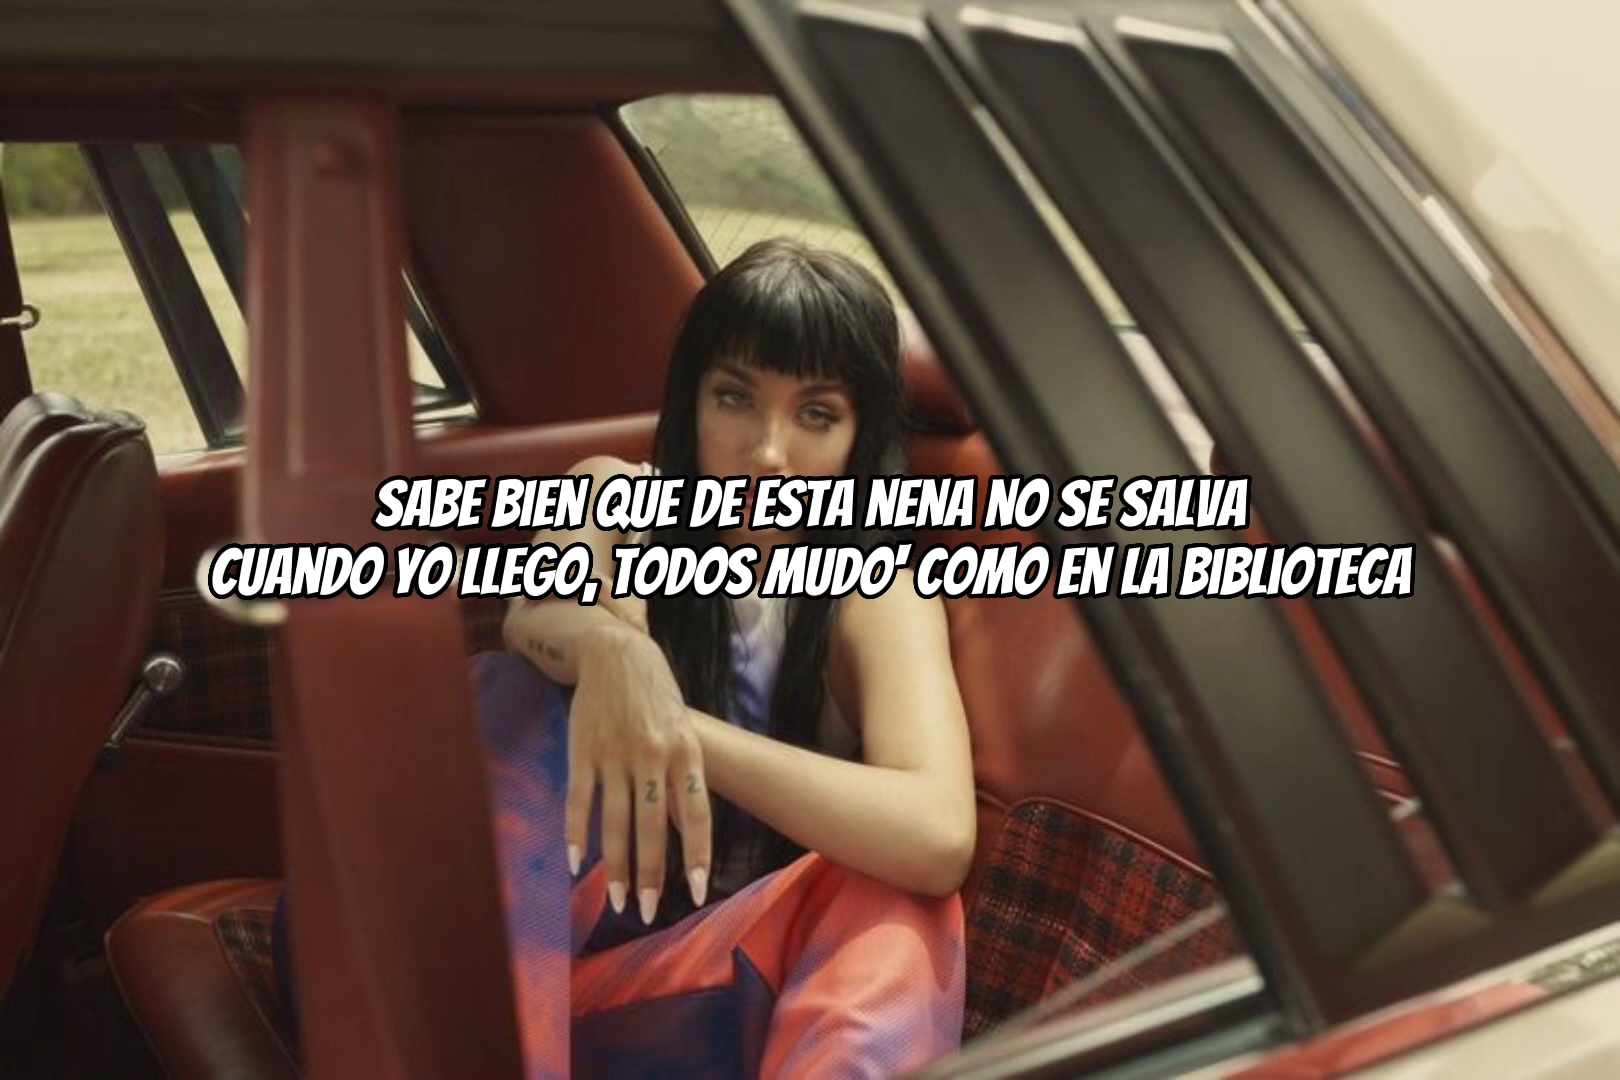 SABE BIEN QUE DE ESTA NENA NO SE SALVA
CUANDO YO LLEGO, TODOS MUDO' COMO EN LA BIBLIOTECA
Z Z